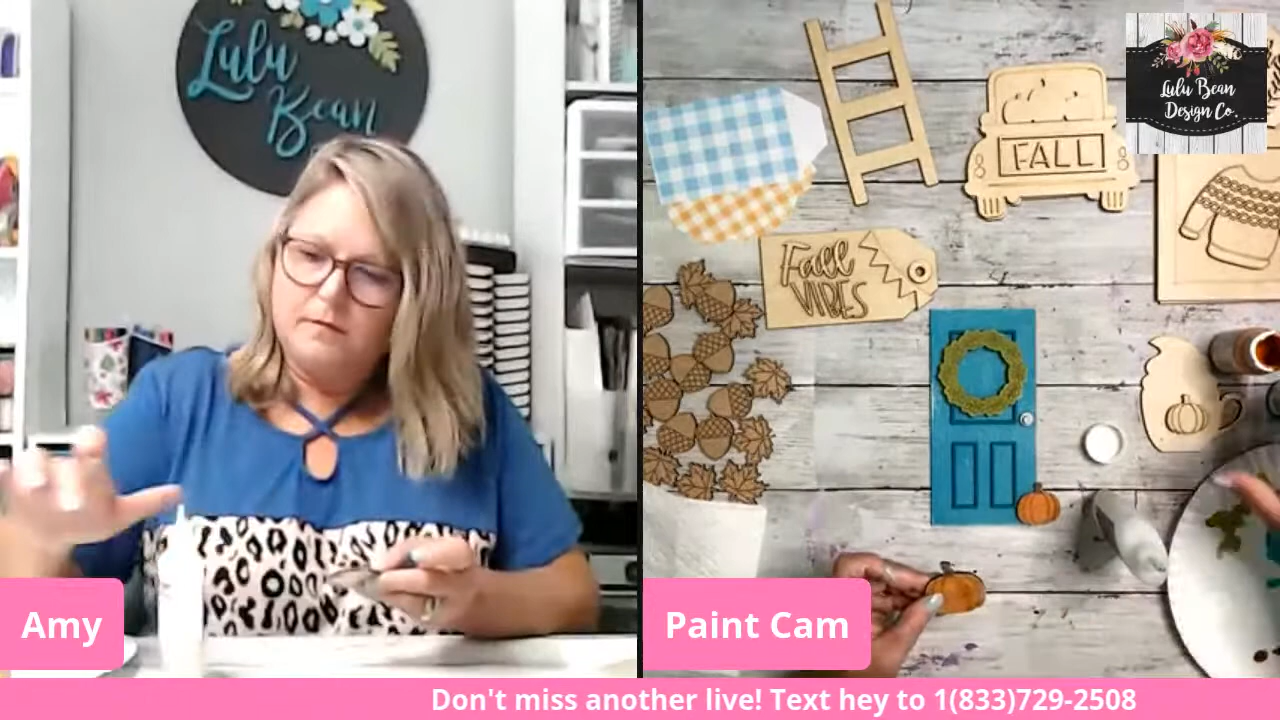 Lulu
Bean
Lulu Bean
Design Co.
FALL
Fall
VIBES
Amy
Paint Cam
Don't miss another live! Text hey to 1(833)729-2508